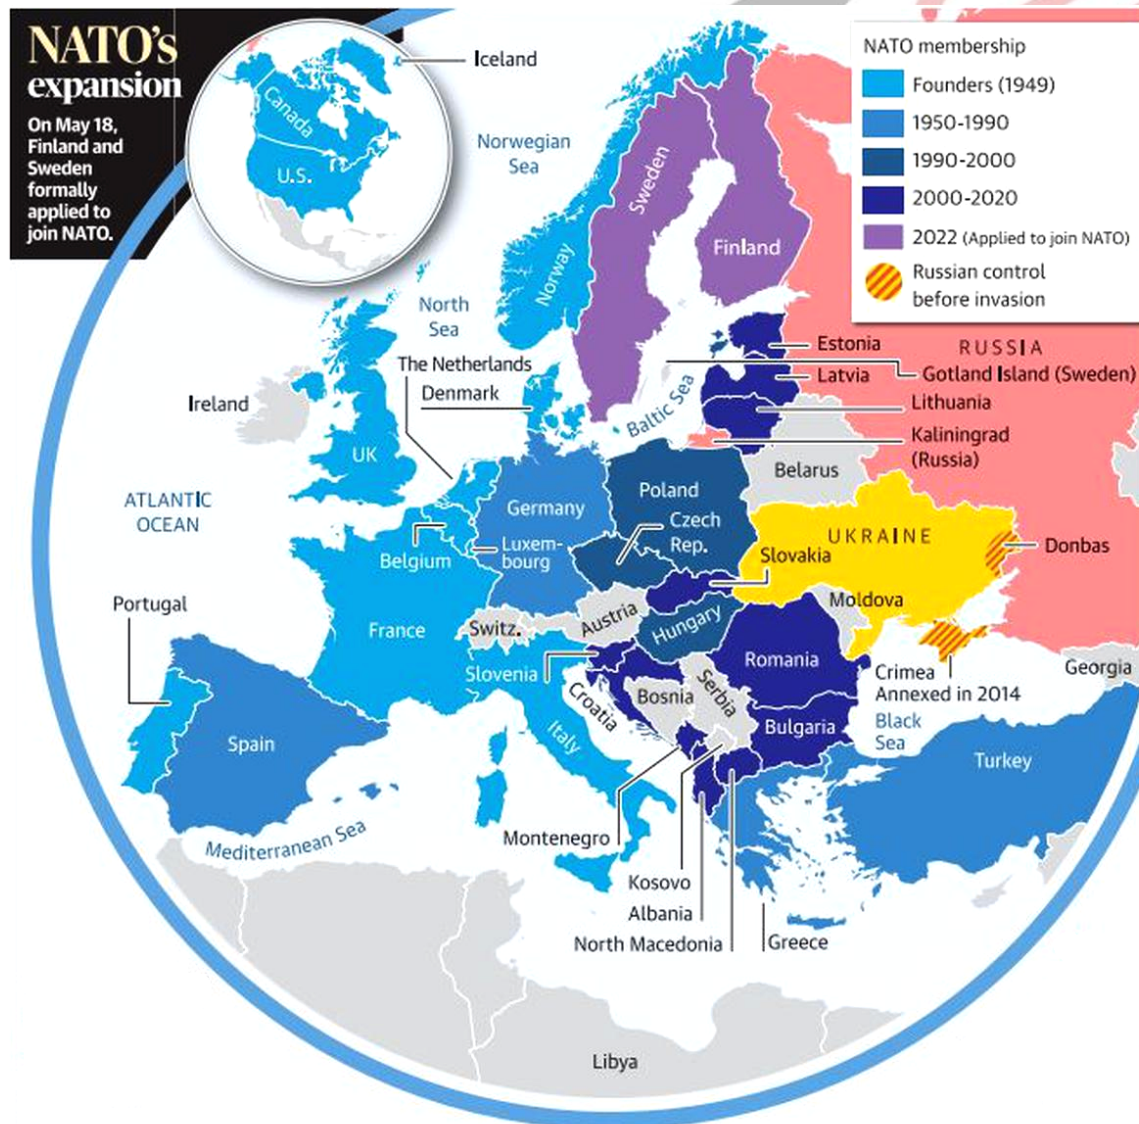 NATO's
expansion
On May 18,
Finland and
Sweden
formally
applied to
join NATO.
Canada
U.S.
Iceland
Norwegian
Sea
NATO membership
Founders (1949)
1950-1990
1990-2000
2000-2020
2022 (Applied to join NATO)
Russian control
before invasion
Sweden
Finland
Norway
North
Sea
The Netherlands
Denmark
Baltic Sea
Estonia
RUSSIA
Latvia
Gotland Island (Sweden)
Lithuania
Kaliningrad
(Russia)
Ireland
UK
Belarus
ATLANTIC
OCEAN
Germany
Poland
Czech
Rep.
UKRAINE
Slovakia
Donbas
Belgium
Luxem-
bourg
Portugal
France
Switz.
Austria
Hungary
Moldova
Slovenia
Romania
Crimea
Annexed in 2014
Georgia
Croatia
Bosnia
Serbia
Bulgaria
Black
Sea
Spain
Italy
Turkey
Mediterranean Sea
Montenegro
Kosovo
Albania
North Macedonia
Greece
Libya